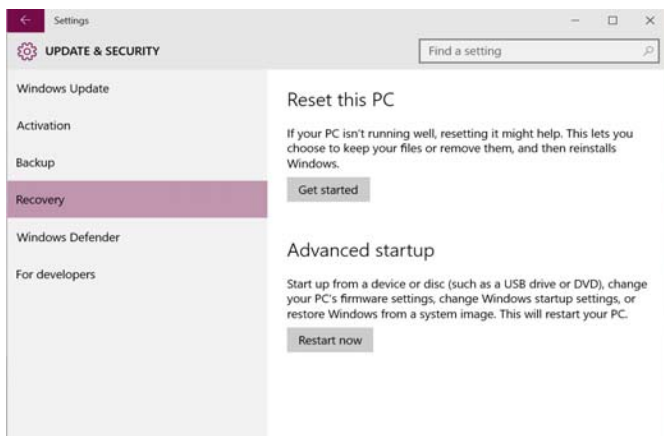 Settings
UPDATE & SECURITY
Find a setting
Windows Update
Activation
Backup
Recovery
Windows Defender
For developers
Reset this PC
If your PC isn't running well, resetting it might help. This lets you
choose to keep your files or remove them, and then reinstalls
Windows.
Get started
Advanced startup
Start up from a device or disc (such as a USB drive or DVD), change
your PC's firmware settings, change Windows startup settings, or
restore Windows from a system image. This will restart your PC.
Restart now